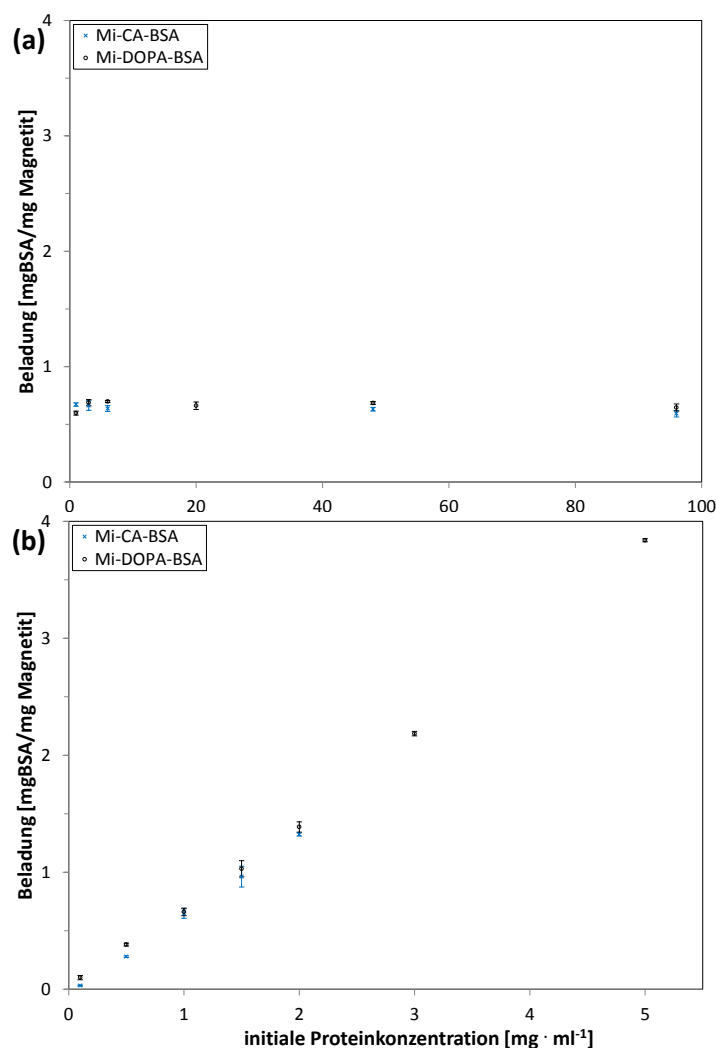 (a)
Mi-CA-BSA
Mi-DOPA-BSA
Beladung [mgBSA/mg Magnetit]
4
3
2
1
0
0 20 40 60 80 100
(b)
Mi-CA-BSA
Mi-DOPA-BSA
Beladung [mgBSA/mg Magnetit]
4
3
2
1
0
0 1 2 3 4 5
initiale Proteinkonzentration [mg · ml⁻¹]